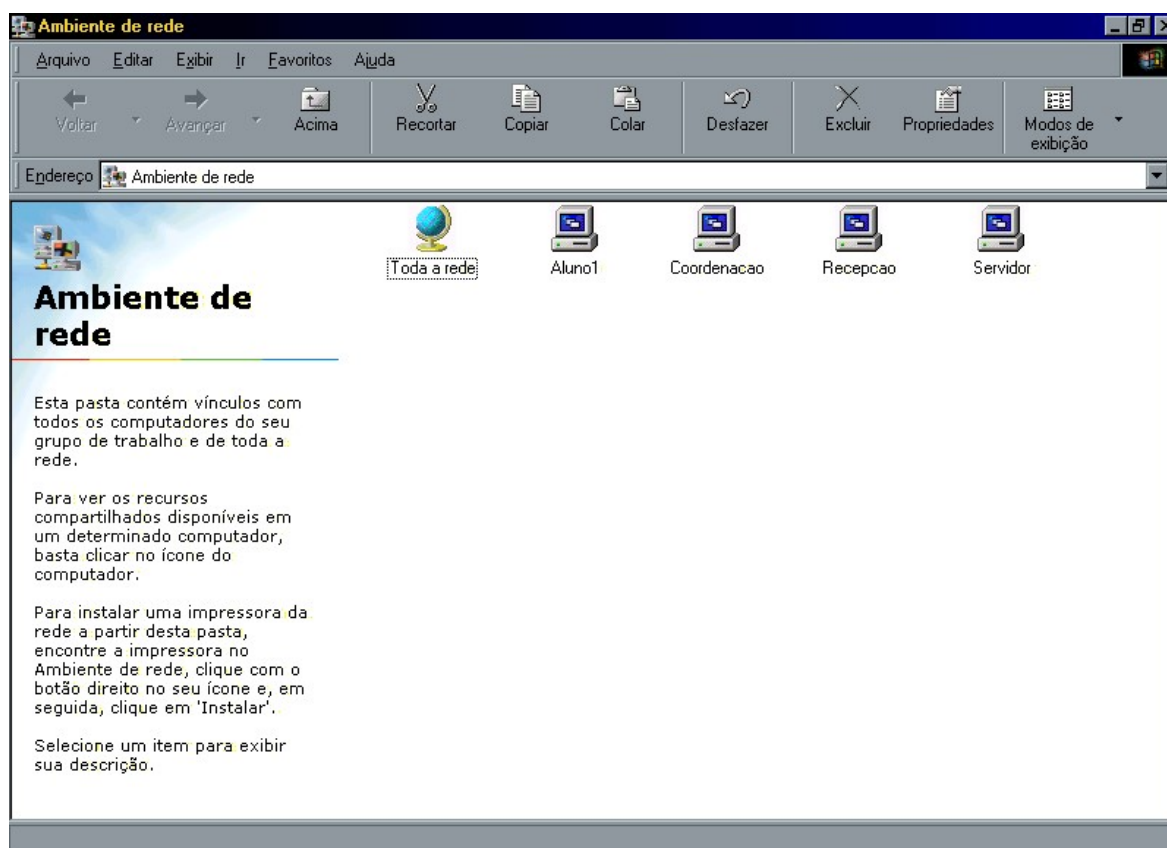 Ambiente de rede
Arquivo Editar Exibir Ir Favoritos Ajuda
Voltar Avançar Acima Recortar Copiar Colar Desfazer Excluir Propriedades Modos de
exibição
Endereço Ambiente de rede
Toda a rede Aluno1 Coordenacao Recepcao Servidor
Ambiente de
rede
Esta pasta contém vínculos com
todos os computadores do seu
grupo de trabalho e de toda a
rede.
Para ver os recursos
compartilhados disponíveis em
um determinado computador,
basta clicar no ícone do
computador.
Para instalar uma impressora da
rede a partir desta pasta,
encontre a impressora no
Ambiente de rede, clique com o
botão direito no seu ícone e, em
seguida, clique em 'Instalar'.
Selecione um item para exibir
sua descrição.